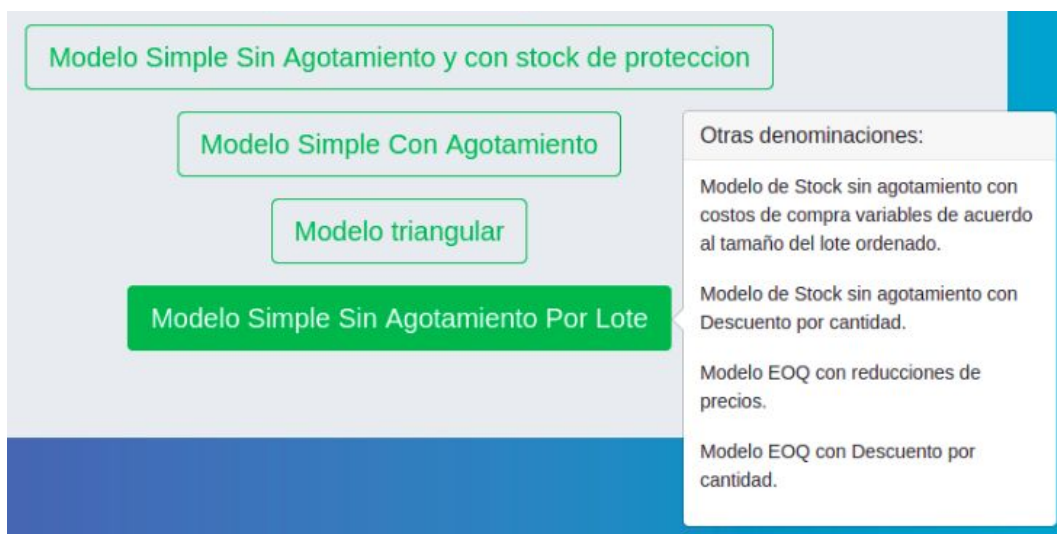 Modelo Simple Sin Agotamiento y con stock de proteccion
Modelo Simple Con Agotamiento
Modelo triangular
Modelo Simple Sin Agotamiento Por Lote
Otras denominaciones:
Modelo de Stock sin agotamiento con
costos de compra variables de acuerdo
al tamaño del lote ordenado.
Modelo de Stock sin agotamiento con
Descuento por cantidad.
Modelo EOQ con reducciones de
precios.
Modelo EOQ con Descuento por
cantidad.